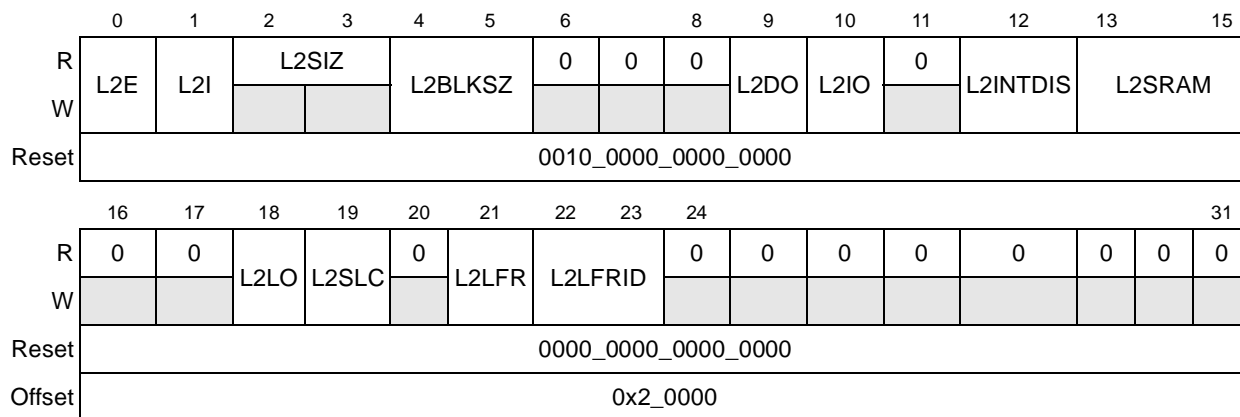 0 1 2 3 4 5 6 8 9 10 11 12 13 15
R L2E L2I L2SIZ L2BLKSZ 0 0 0 L2DO L2IO 0 L2INTDIS L2SRAM
W
Reset 0010_0000_0000_0000
16 17 18 19 20 21 22 23 24 31
R 0 0 L2LO L2SLC 0 L2LFR L2LFRID 0 0 0 0 0 0 0 0
W
Reset 0000_0000_0000_0000
Offset 0x2_0000